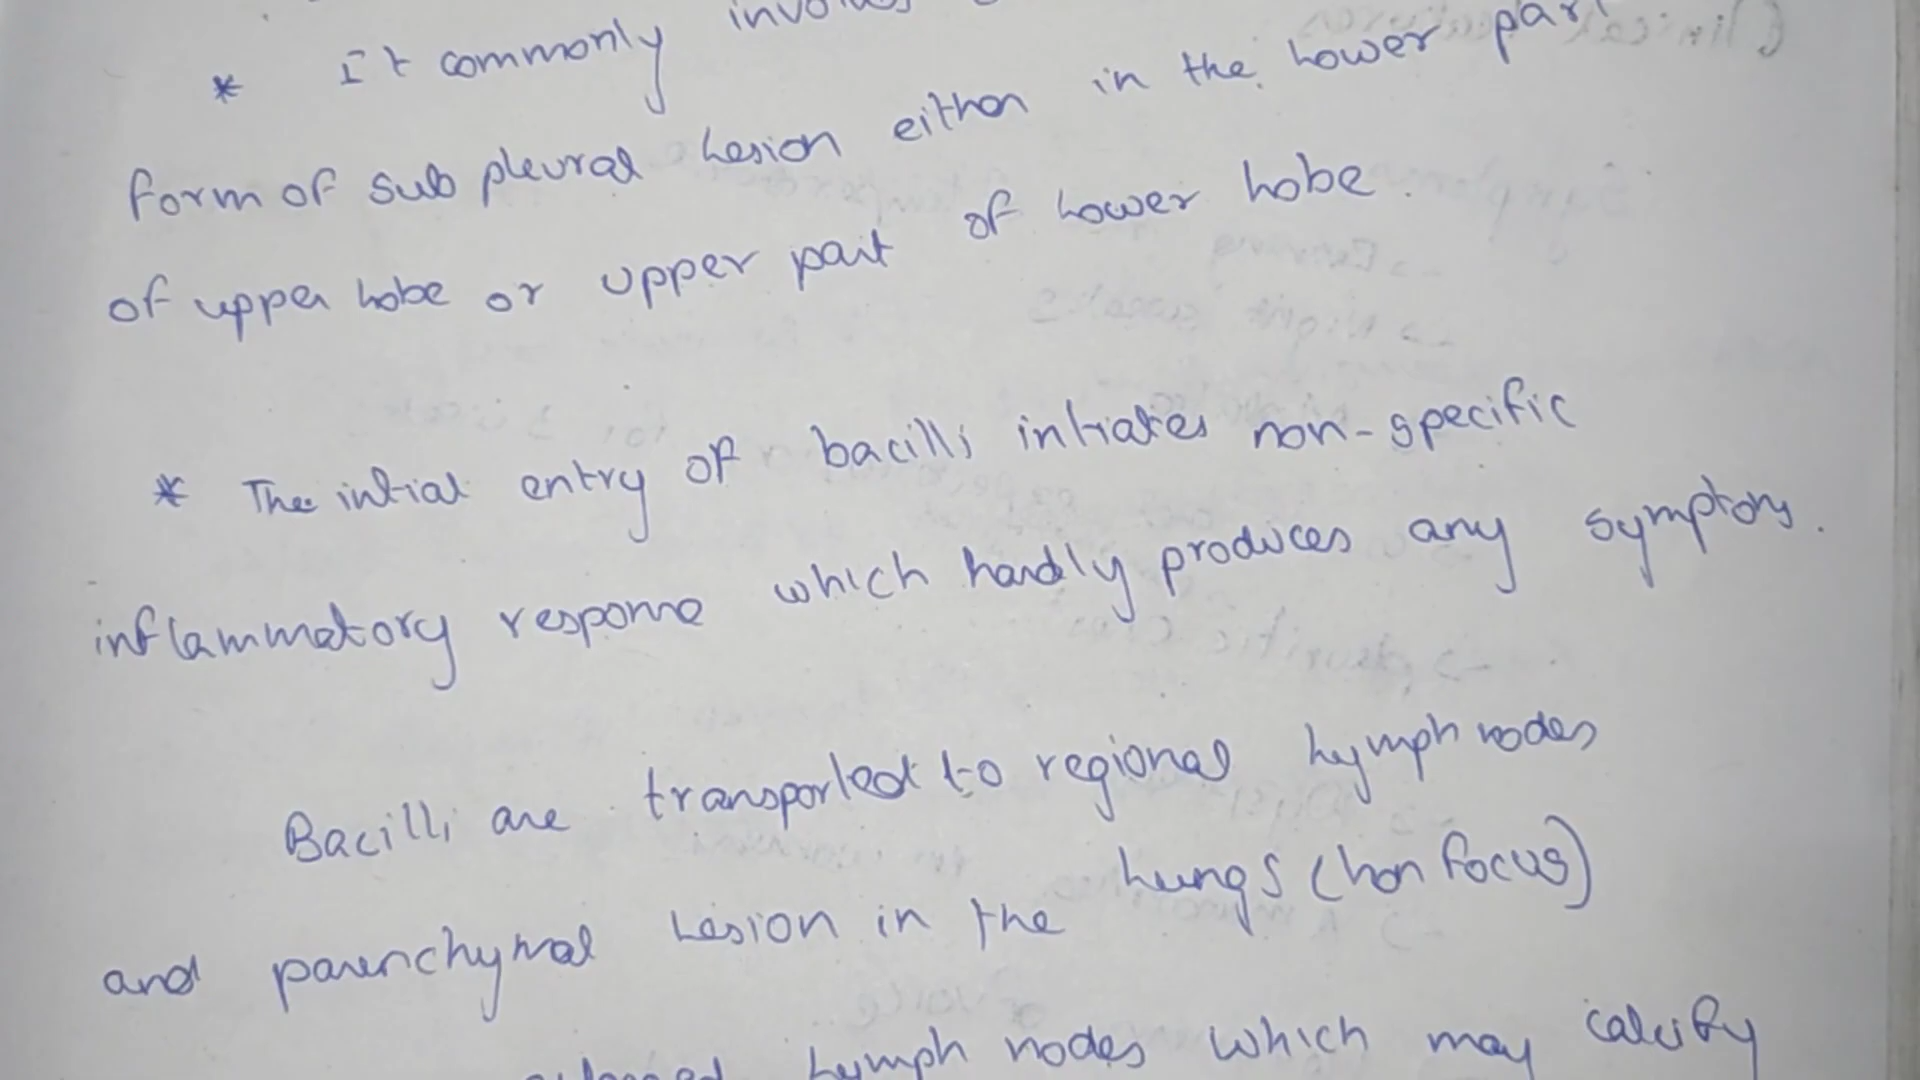 * It commonly
form of sub pleural Lesion either in the Lower part
of upper Lobe or upper part of Lower Lobe.
* The initial entry of bacilli initiates non-specific
inflammatory response which hardly produces any symptoms.
Bacilli are transported to regional Lymph nodes
and parenchymal Lesion in the Lungs (hon focus)
Lymph nodes which may calcify